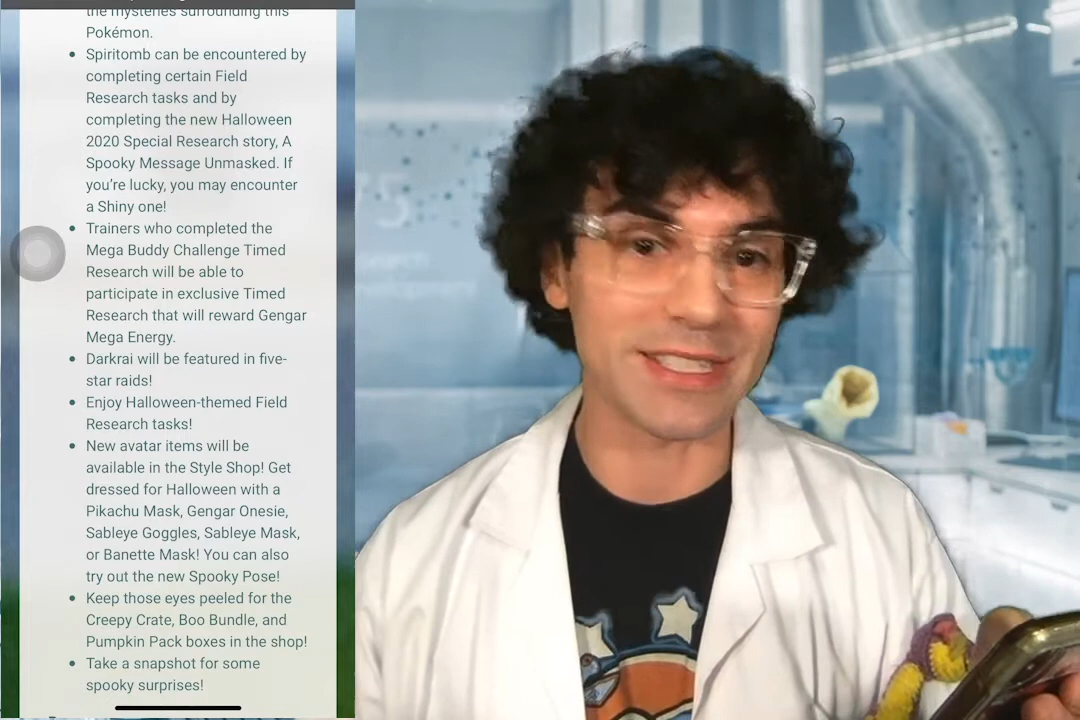 the mysteries surrounding this
Pokémon.
Spiritomb can be encountered by
completing certain Field
Research tasks and by
completing the new Halloween
2020 Special Research story, A
Spooky Message Unmasked. If
you're lucky, you may encounter
a Shiny one!
Trainers who completed the
Mega Buddy Challenge Timed
Research will be able to
participate in exclusive Timed
Research that will reward Gengar
Mega Energy.
Darkrai will be featured in five-
star raids!
Enjoy Halloween-themed Field
Research tasks!
New avatar items will be
available in the Style Shop! Get
dressed for Halloween with a
Pikachu Mask, Gengar Onesie,
Sableye Goggles, Sableye Mask,
or Banette Mask! You can also
try out the new Spooky Pose!
Keep those eyes peeled for the
Creepy Crate, Boo Bundle, and
Pumpkin Pack boxes in the shop!
Take a snapshot for some
spooky surprises!